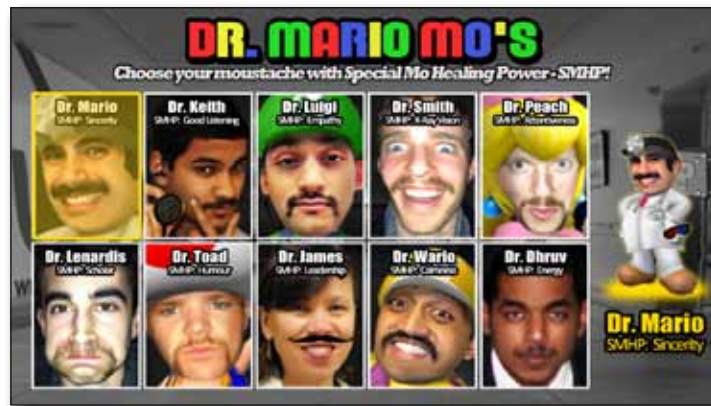 DR. MARIO MO'S
Choose your moustache with Special Mo Healing Power - SMHP!
Dr. Mario
SMHP: Sincerity
Dr. Keith
SMHP: Good Listening
Dr. Luigi
SMHP: Empathy
Dr. Smith
SMHP: X-Ray Vision
Dr. Peach
SMHP: Attentiveness
Dr. Lenardis
SMHP: Scholar
Dr. Toad
SMHP: Humour
Dr. James
SMHP: Leadership
Dr. Wario
SMHP: Calmness
Dr. Dhruv
SMHP: Energy
Dr. Mario
SMHP: Sincerity